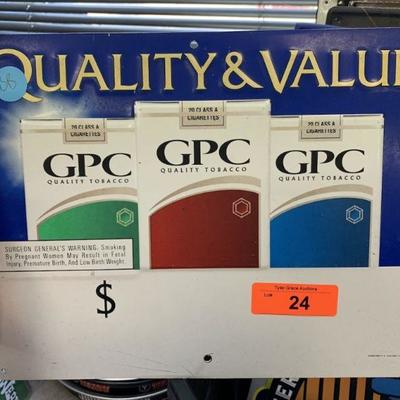 QUALITY & VALUE
20 CLASS A
CIGARETTES
GPC
QUALITY TOBACCO
20 CLASS A
CIGARETTES
GPC
QUALITY TOBACCO
20 CLASS A
CIGARETTES
GPC
QUALITY TOBACCO
SURGEON GENERAL'S WARNING: Smoking
By Pregnant Women May Result in Fetal
Injury, Premature Birth, And Low Birth Weight.
$
Tyler Grace Auctions
Lot#
24